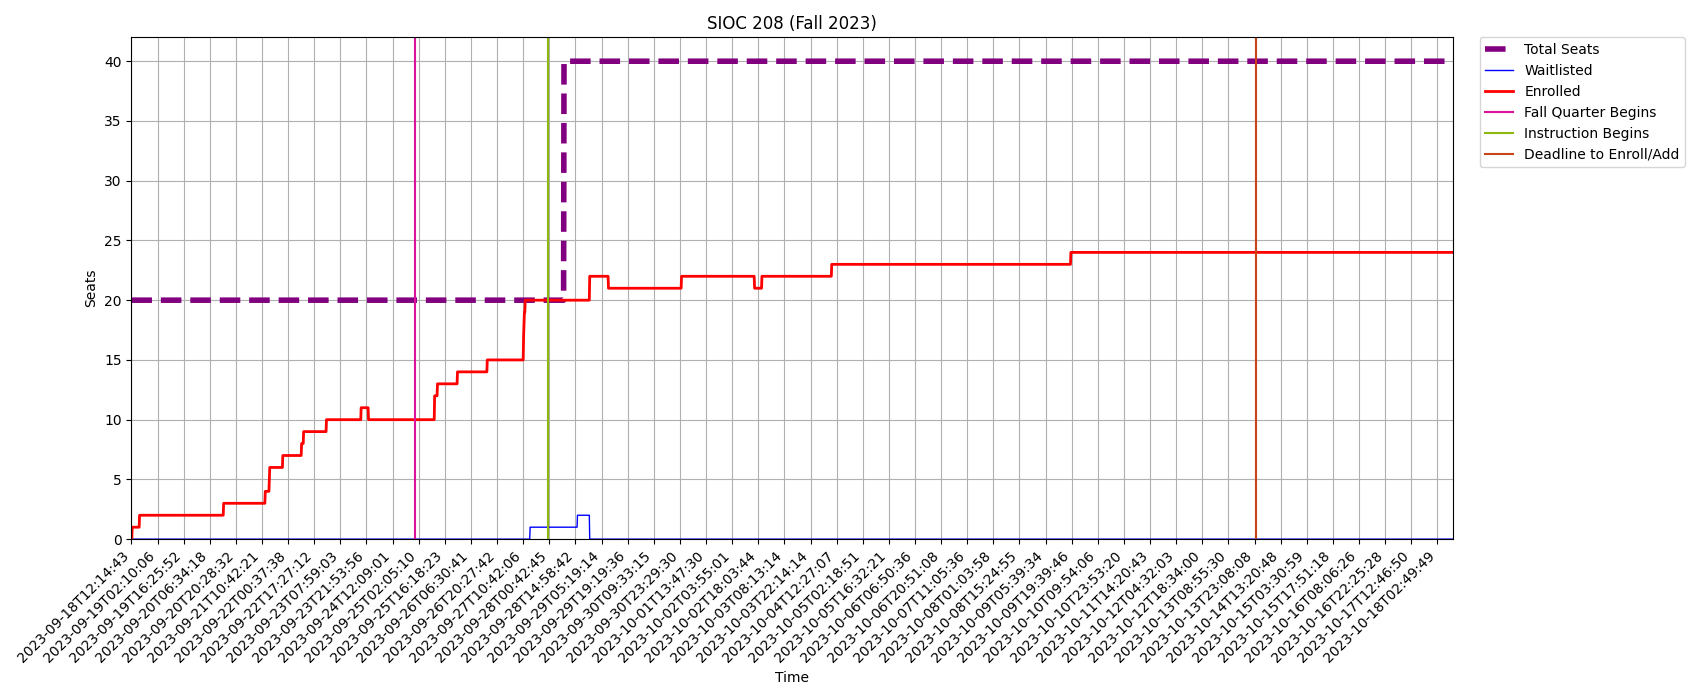 SIOC 208 (Fall 2023)
Total Seats
Waitlisted
Enrolled
Fall Quarter Begins
Instruction Begins
Deadline to Enroll/Add
Seats
40
35
30
25
20
15
10
5
0
2023-09-18T12:14:43
2023-09-19T02:10:06
2023-09-19T16:25:52
2023-09-20T06:34:18
2023-09-20T20:28:32
2023-09-21T10:42:21
2023-09-22T00:37:38
2023-09-22T17:27:12
2023-09-23T07:59:03
2023-09-23T21:53:56
2023-09-24T12:09:01
2023-09-25T02:05:10
2023-09-25T16:18:23
2023-09-26T06:30:41
2023-09-26T20:27:42
2023-09-27T10:42:06
2023-09-28T00:42:45
2023-09-28T14:58:42
2023-09-29T05:19:14
2023-09-29T19:19:36
2023-09-30T09:33:15
2023-09-30T23:29:30
2023-10-01T13:47:30
2023-10-02T03:55:01
2023-10-02T18:03:44
2023-10-03T08:13:14
2023-10-03T22:14:14
2023-10-04T12:27:07
2023-10-05T02:18:51
2023-10-05T16:32:21
2023-10-06T06:50:36
2023-10-06T20:51:08
2023-10-07T11:05:36
2023-10-08T01:03:58
2023-10-08T15:24:55
2023-10-09T05:39:34
2023-10-09T19:39:46
2023-10-10T09:54:06
2023-10-10T23:53:20
2023-10-11T14:20:43
2023-10-12T04:32:03
2023-10-12T18:34:00
2023-10-13T08:55:30
2023-10-13T23:08:08
2023-10-14T13:20:48
2023-10-15T03:30:59
2023-10-15T17:51:18
2023-10-16T08:06:26
2023-10-16T22:25:28
2023-10-17T12:46:50
2023-10-18T02:49:49
Time